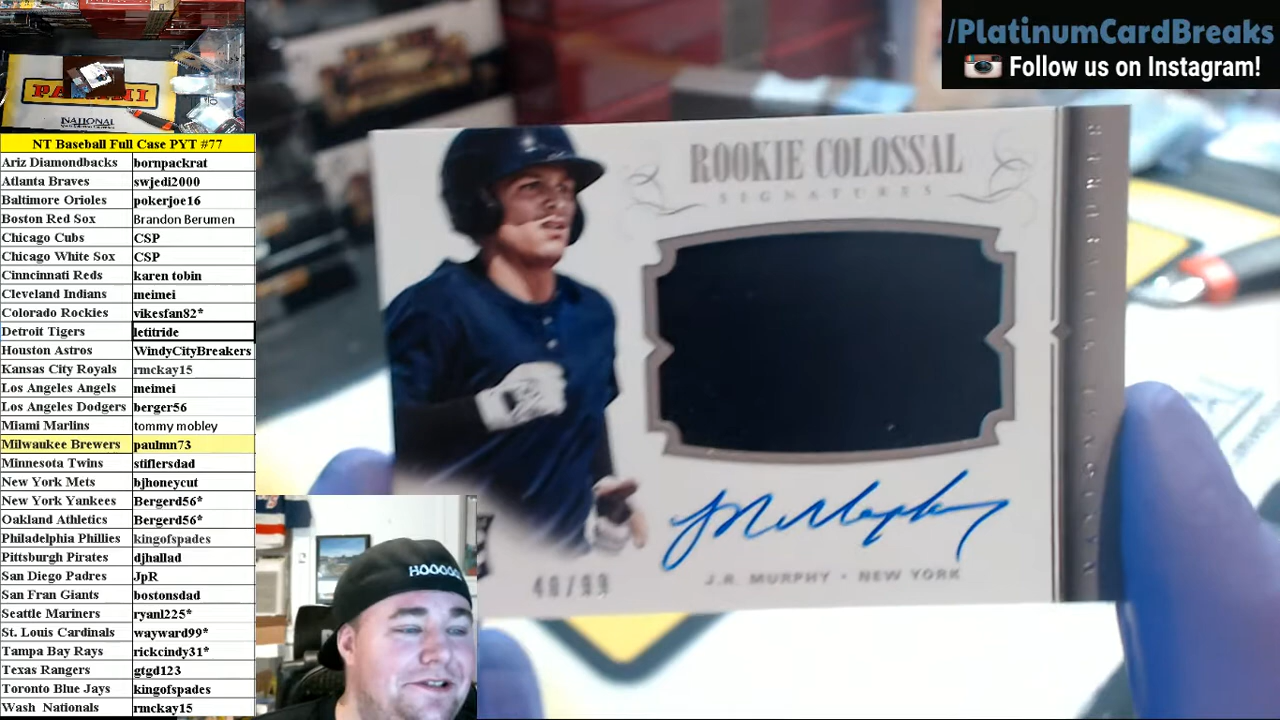 /PlatinumCardBreaks
Follow us on Instagram!
PANINI
NATIONAL
NT Baseball Full Case PYT #77
Ariz Diamondbacks bornpackrat
Atlanta Braves swjedi2000
Baltimore Orioles pokerjoe16
Boston Red Sox Brandon Berumen
Chicago Cubs CSP
Chicago White Sox CSP
Cinncinnati Reds karen tobin
Cleveland Indians meimei
Colorado Rockies vikesfan82*
Detroit Tigers letitride
Houston Astros WindyCityBreakers
Kansas City Royals rmckay15
Los Angeles Angels meimei
Los Angeles Dodgers berger56
Miami Marlins tommy mobley
Milwaukee Brewers paulmn73
Minnesota Twins stiflersdad
New York Mets bjhoneycut
New York Yankees Bergerd56*
Oakland Athletics Bergerd56*
Philadelphia Phillies kingofspades
Pittsburgh Pirates djhallad
San Diego Padres JpR
San Fran Giants bostonsdad
Seattle Mariners ryanl225*
St. Louis Cardinals wayward99*
Tampa Bay Rays rickcindy31*
Texas Rangers gtgd123
Toronto Blue Jays kingofspades
Wash Nationals rmckay15
ROOKIE COLOSSAL
SIGNATURES
J.R. MURPHY • NEW YORK